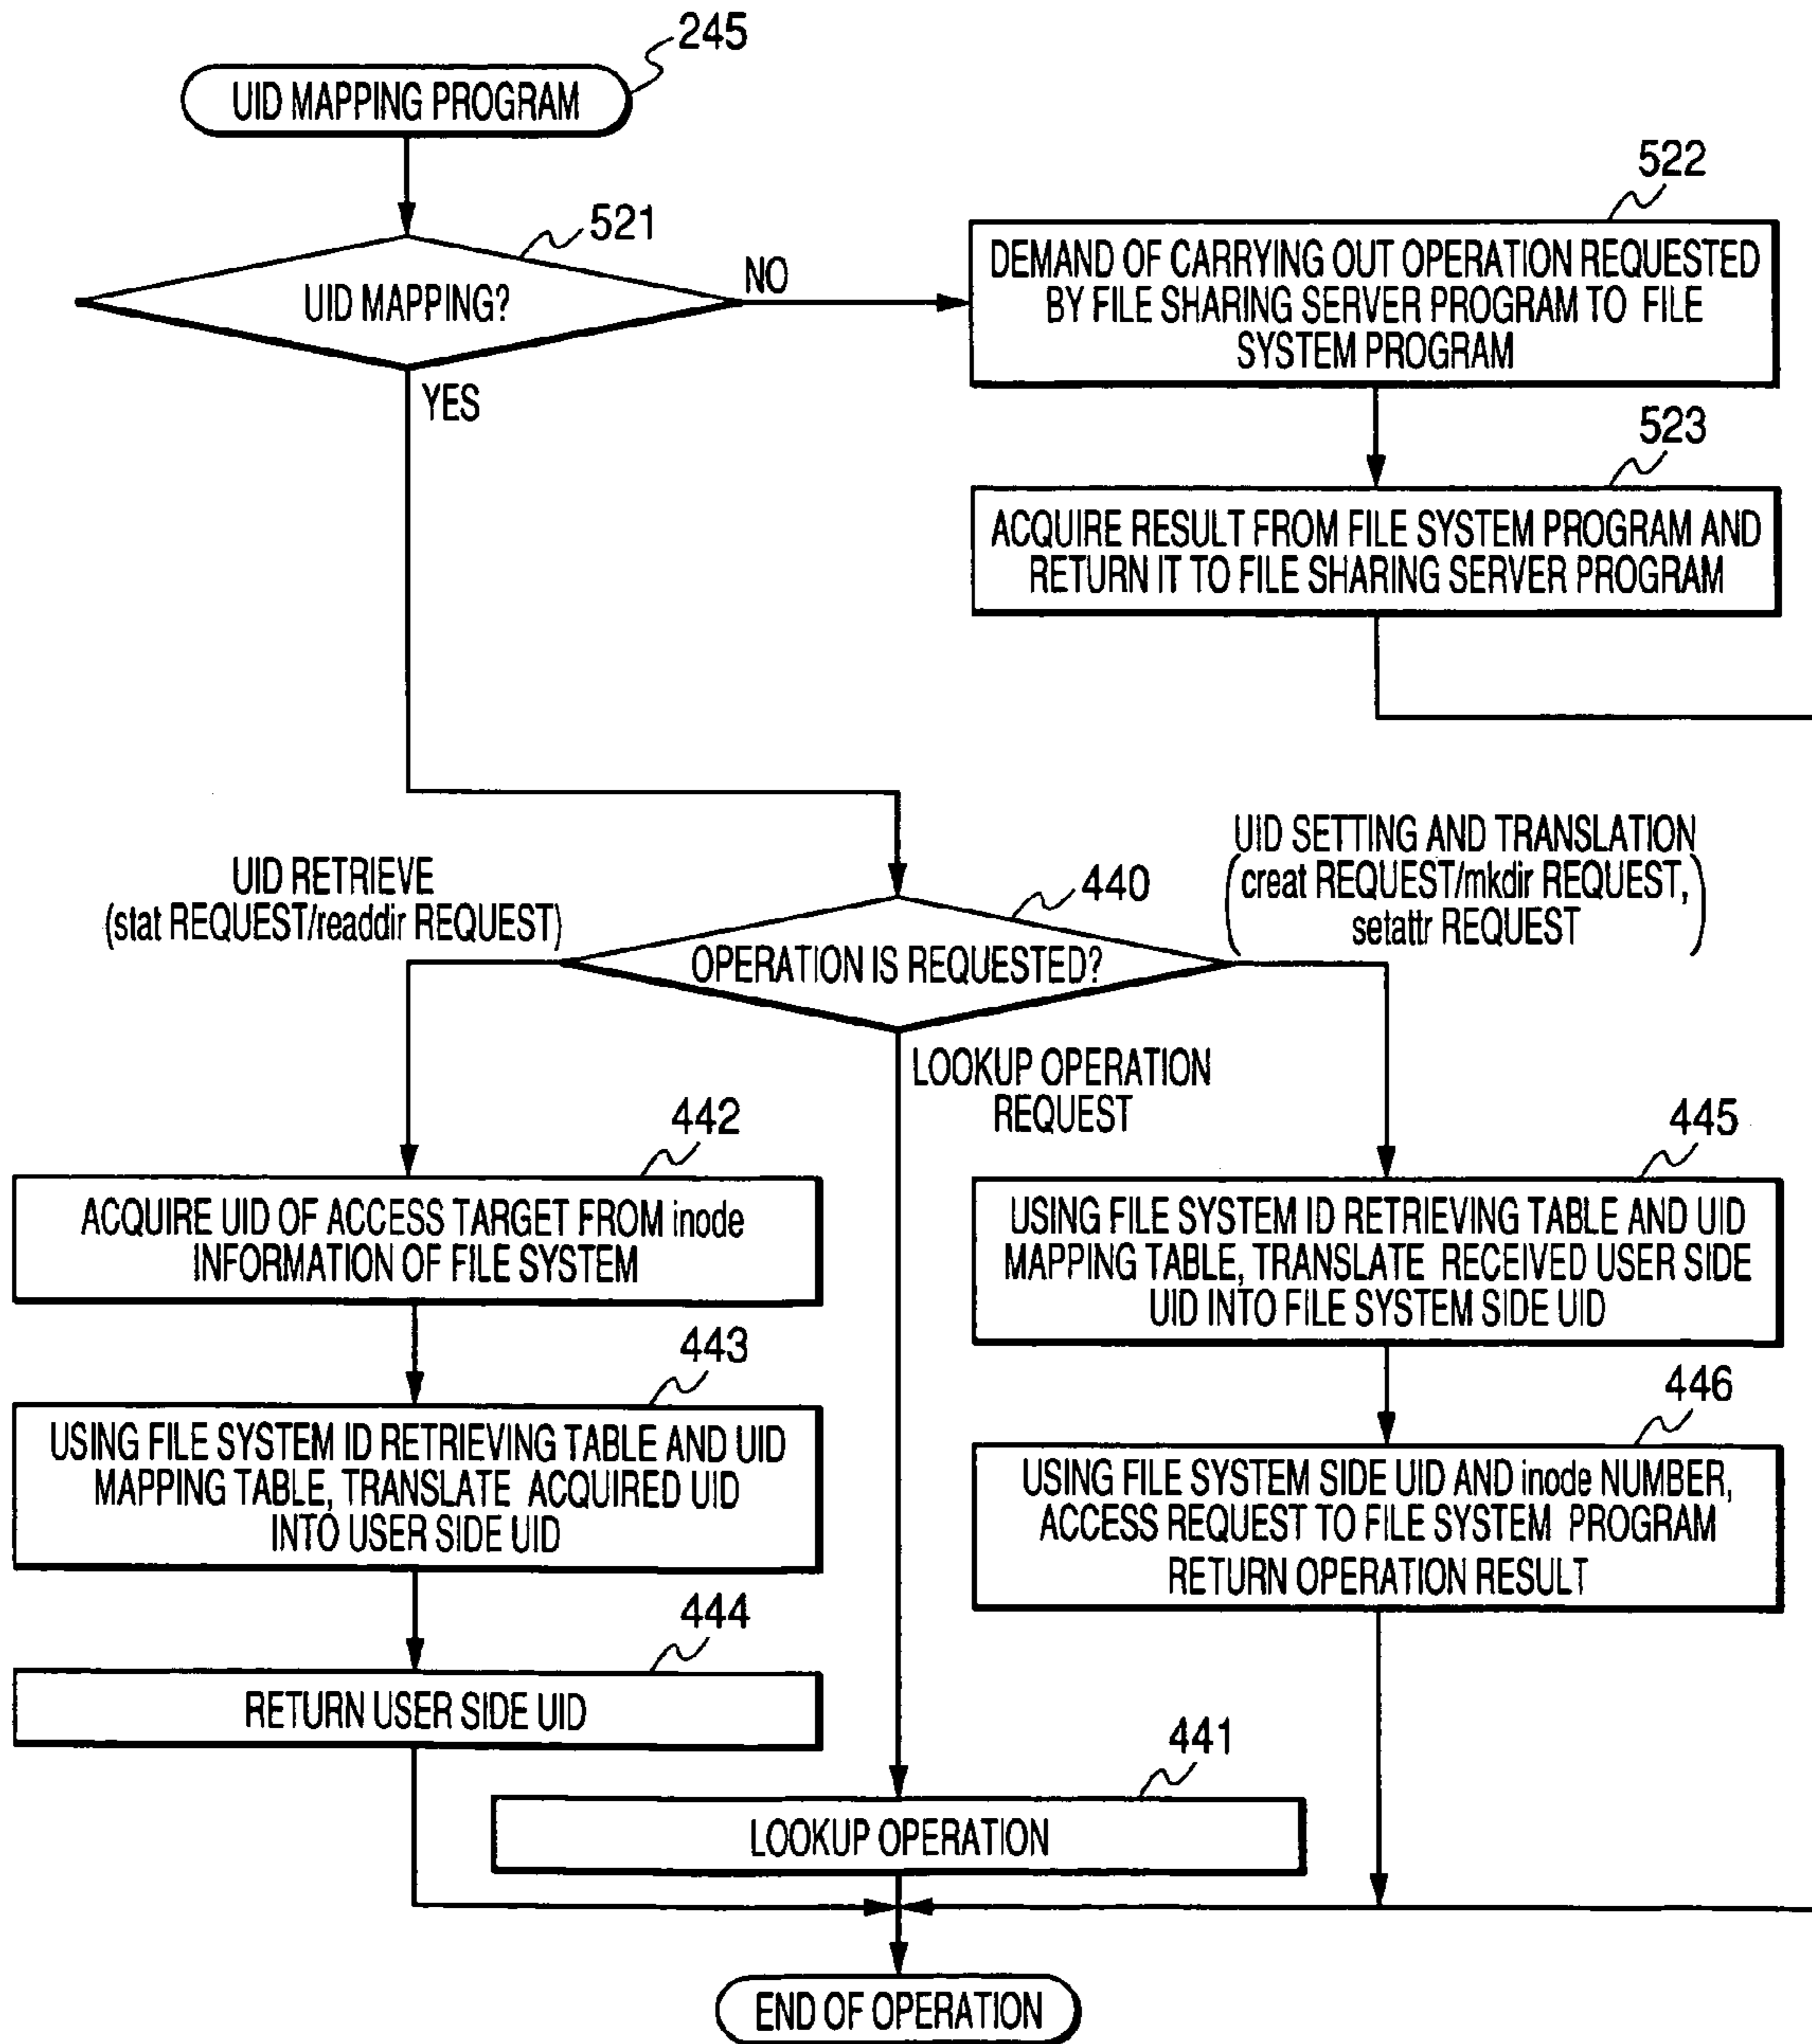 245
UID MAPPING PROGRAM
521
UID MAPPING?
NO
YES
522
DEMAND OF CARRYING OUT OPERATION REQUESTED
BY FILE SHARING SERVER PROGRAM TO FILE
SYSTEM PROGRAM
523
ACQUIRE RESULT FROM FILE SYSTEM PROGRAM AND
RETURN IT TO FILE SHARING SERVER PROGRAM
UID RETRIEVE
(stat REQUEST/readdir REQUEST)
440
OPERATION IS REQUESTED?
UID SETTING AND TRANSLATION
(creat REQUEST/mkdir REQUEST,
setattr REQUEST)
LOOKUP OPERATION
REQUEST
442
ACQUIRE UID OF ACCESS TARGET FROM inode
INFORMATION OF FILE SYSTEM
443
USING FILE SYSTEM ID RETRIEVING TABLE AND UID
MAPPING TABLE, TRANSLATE ACQUIRED UID
INTO USER SIDE UID
444
RETURN USER SIDE UID
445
USING FILE SYSTEM ID RETRIEVING TABLE AND UID
MAPPING TABLE, TRANSLATE RECEIVED USER SIDE
UID INTO FILE SYSTEM SIDE UID
446
USING FILE SYSTEM SIDE UID AND inode NUMBER,
ACCESS REQUEST TO FILE SYSTEM PROGRAM
RETURN OPERATION RESULT
441
LOOKUP OPERATION
END OF OPERATION